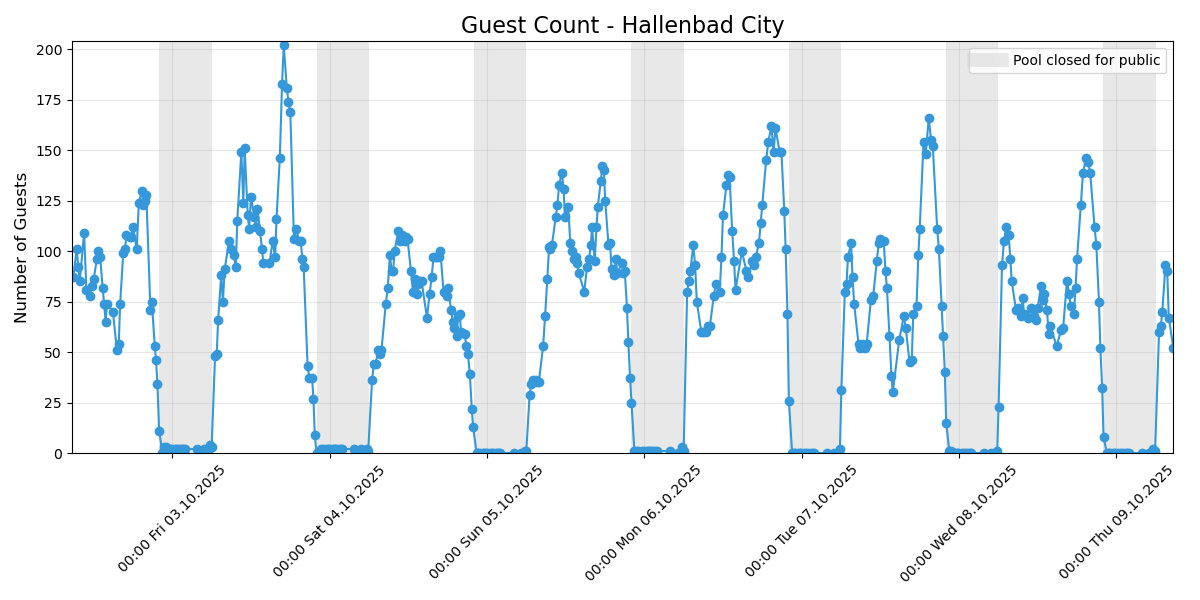 Guest Count - Hallenbad City
Pool closed for public
Number of Guests
200
175
150
125
100
75
50
25
0
00:00 Fri 03.10.2025
00:00 Sat 04.10.2025
00:00 Sun 05.10.2025
00:00 Mon 06.10.2025
00:00 Tue 07.10.2025
00:00 Wed 08.10.2025
00:00 Thu 09.10.2025